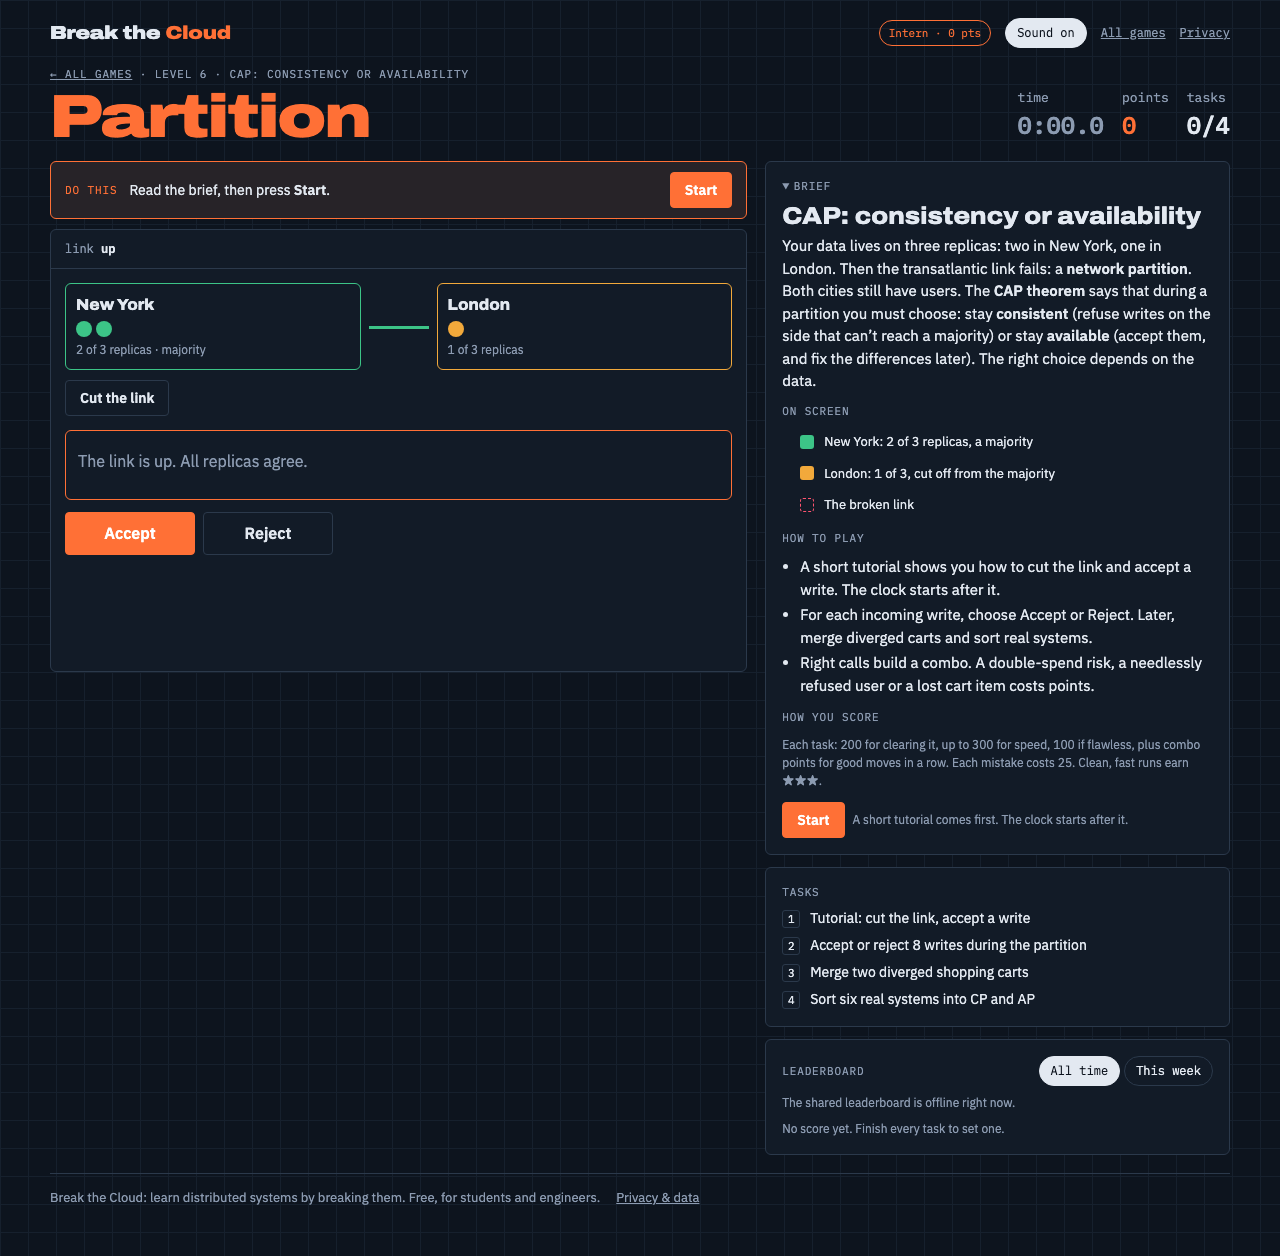 Break the Cloud
Intern · 0 pts
Sound on
All games
Privacy
← ALL GAMES · LEVEL 6 · CAP: CONSISTENCY OR AVAILABILITY
Partition
time
0:00.0
points
0
tasks
0/4
DO THIS Read the brief, then press Start.
Start
link up
New York
2 of 3 replicas · majority
London
1 of 3 replicas
Cut the link
The link is up. All replicas agree.
Accept
Reject
▼ BRIEF
CAP: consistency or availability
Your data lives on three replicas: two in New York, one in
London. Then the transatlantic link fails: a network partition.
Both cities still have users. The CAP theorem says that during a
partition you must choose: stay consistent (refuse writes on the
side that can’t reach a majority) or stay available (accept them,
and fix the differences later). The right choice depends on the
data.
ON SCREEN
New York: 2 of 3 replicas, a majority
London: 1 of 3, cut off from the majority
The broken link
HOW TO PLAY
• A short tutorial shows you how to cut the link and accept a
write. The clock starts after it.
• For each incoming write, choose Accept or Reject. Later,
merge diverged carts and sort real systems.
• Right calls build a combo. A double-spend risk, a needlessly
refused user or a lost cart item costs points.
HOW YOU SCORE
Each task: 200 for clearing it, up to 300 for speed, 100 if flawless, plus combo
points for good moves in a row. Each mistake costs 25. Clean, fast runs earn
★★★.
Start
A short tutorial comes first. The clock starts after it.
TASKS
1 Tutorial: cut the link, accept a write
2 Accept or reject 8 writes during the partition
3 Merge two diverged shopping carts
4 Sort six real systems into CP and AP
LEADERBOARD
All time
This week
The shared leaderboard is offline right now.
No score yet. Finish every task to set one.
Break the Cloud: learn distributed systems by breaking them. Free, for students and engineers.
Privacy & data